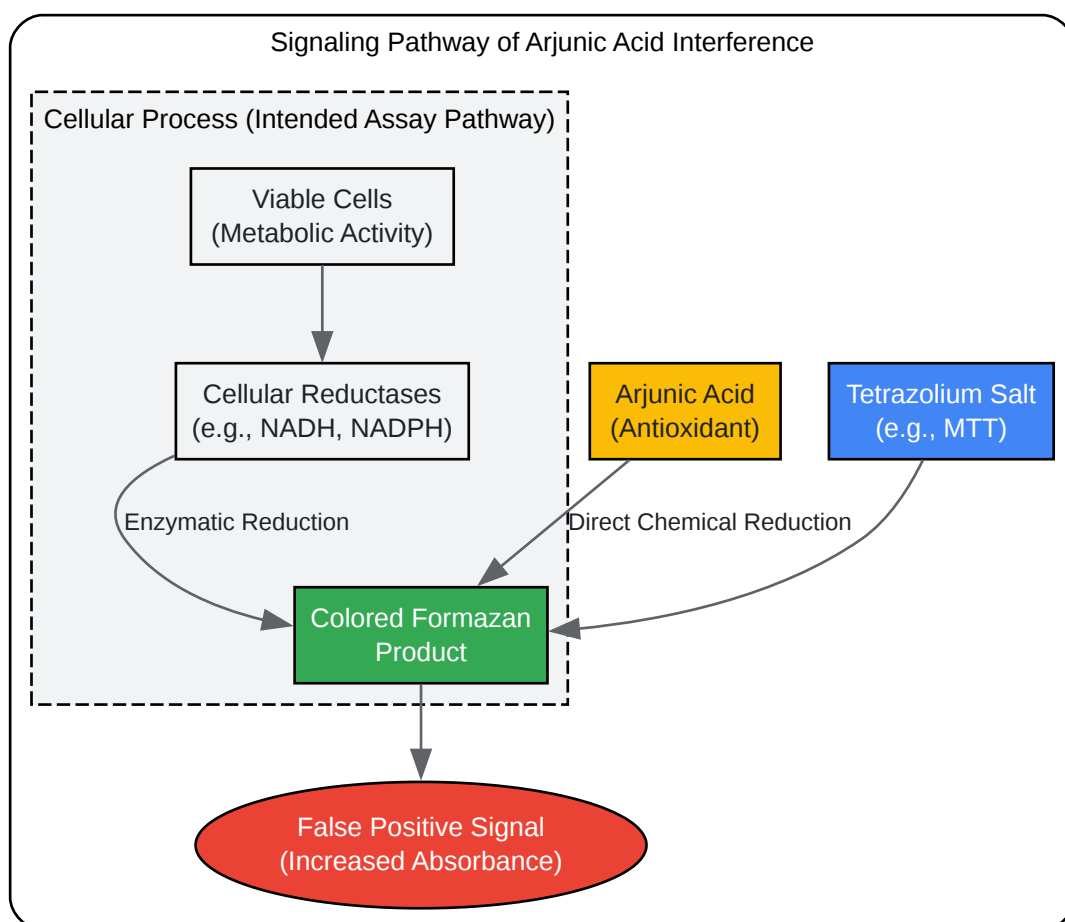 Signaling Pathway of Arjunic Acid Interference
Cellular Process (Intended Assay Pathway)
Viable Cells
(Metabolic Activity)
Cellular Reductases
(e.g., NADH, NADPH)
Arjunic Acid
(Antioxidant)
Tetrazolium Salt
(e.g., MTT)
Enzymatic Reduction
Direct Chemical Reduction
Colored Formazan
Product
False Positive Signal
(Increased Absorbance)